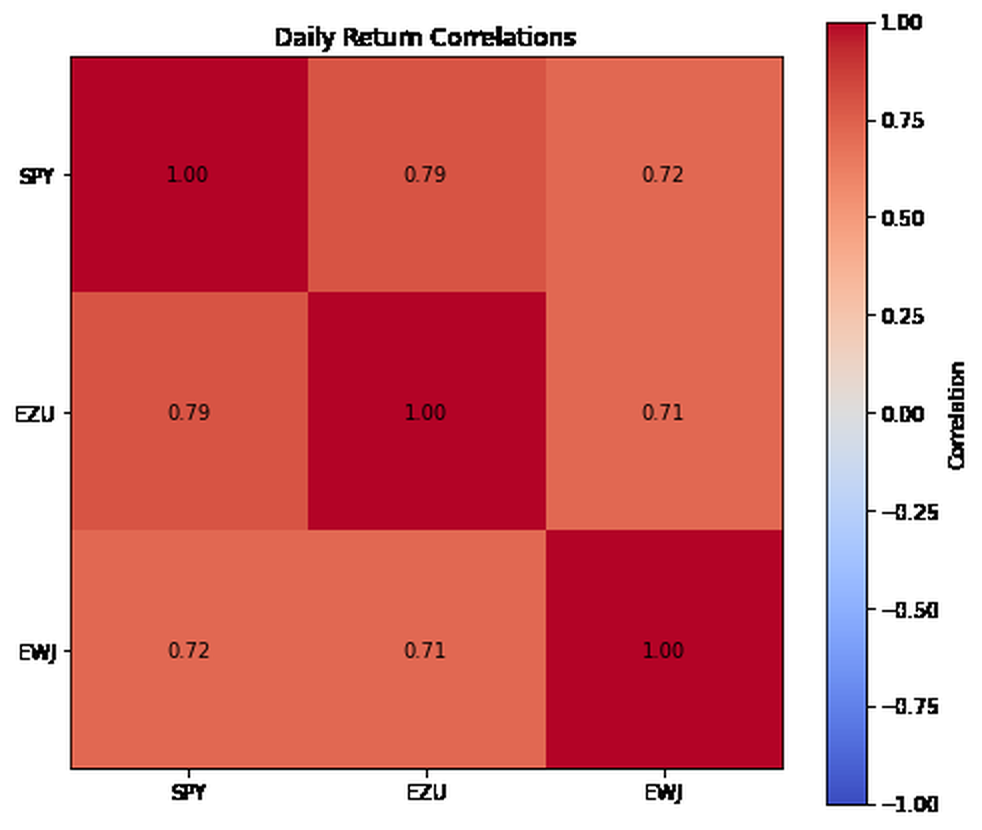 Daily Return Correlations
SPY 1.00 0.79 0.72
EZU 0.79 1.00 0.71
EWJ 0.72 0.71 1.00
SPY EZU EWJ
1.00
0.75
0.50
0.25
0.00
−0.25
−0.50
−0.75
−1.00
Correlation